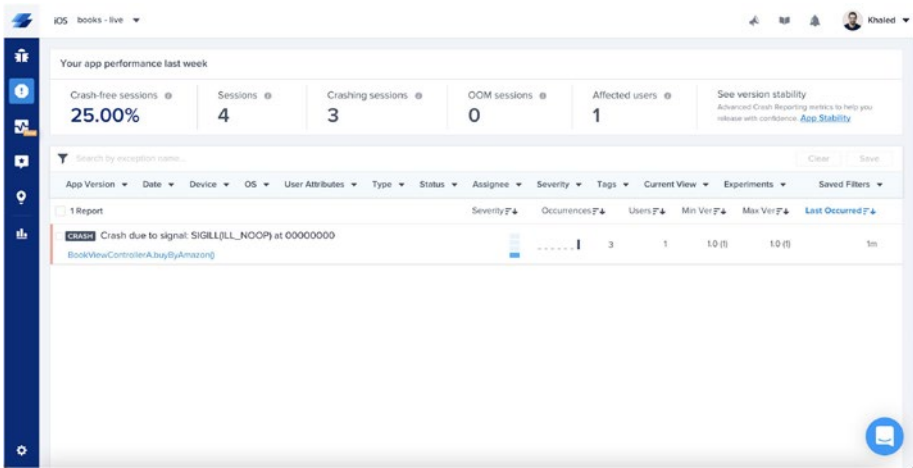 iOS books - live
Khaled
Your app performance last week
Crash-free sessions
25.00%
Sessions
4
Crashing sessions
3
OOM sessions
0
Affected users
1
See version stability
Advanced Crash Reporting metrics to help you
release with confidence. App Stability
Search by exception name...
Clear Save
App Version Date Device OS User Attributes Type Status Assignee Severity Tags Current View Experiments Saved Filters
1 Report Severity Occurrences Users Min Ver Max Ver Last Occurred
CRASH Crash due to signal: SIGILL(ILL_NOOP) at 00000000
BookViewControllerA.buyByAmazon()
3 1 1.0 (1) 1.0 (1) 1m